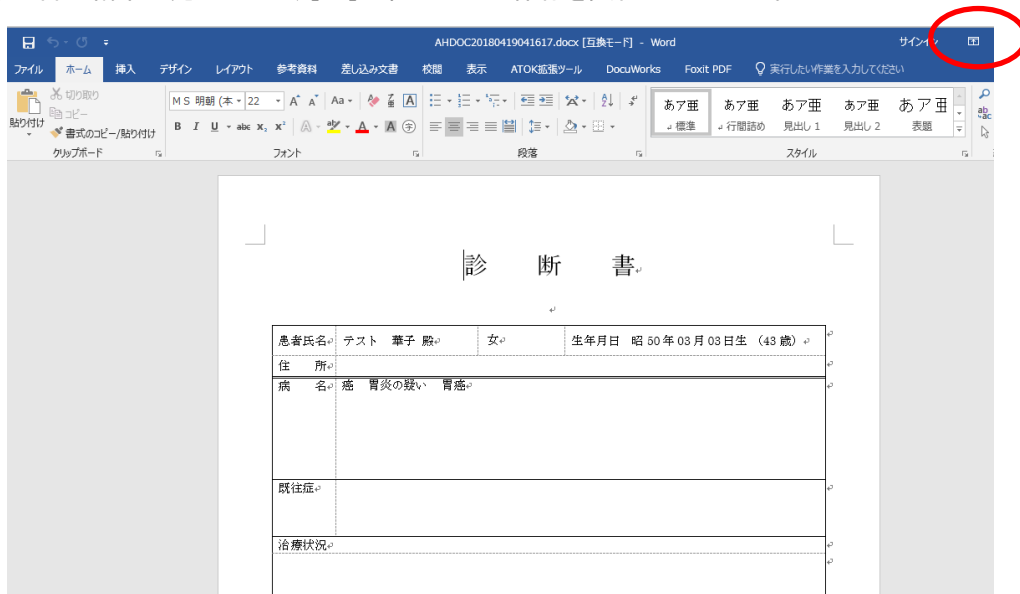 AHDOC20180419041617.docx [互換モード] - Word
サインイン
ファイル ホーム 挿入 デザイン レイアウト 参考資料 差し込み文書 校閲 表示 ATOK拡張ツール DocuWorks Foxit PDF 実行したい作業を入力してください
貼り付け
切り取り
コピー
書式のコピー/貼り付け
クリップボード
ＭＳ 明朝 (本 22
B I U abc x₂ x²
フォント
段落
あア亜 あア亜 あア亜 あア亜 あア亜
標準 行間詰め 見出し 1 見出し 2 表題
スタイル
診 断 書
患者氏名 テスト 華子 殿 女 生年月日 昭 50 年 03 月 03 日生 （43 歳）
住 所
病 名 癌 胃炎の疑い 胃癌
既往症
治療状況